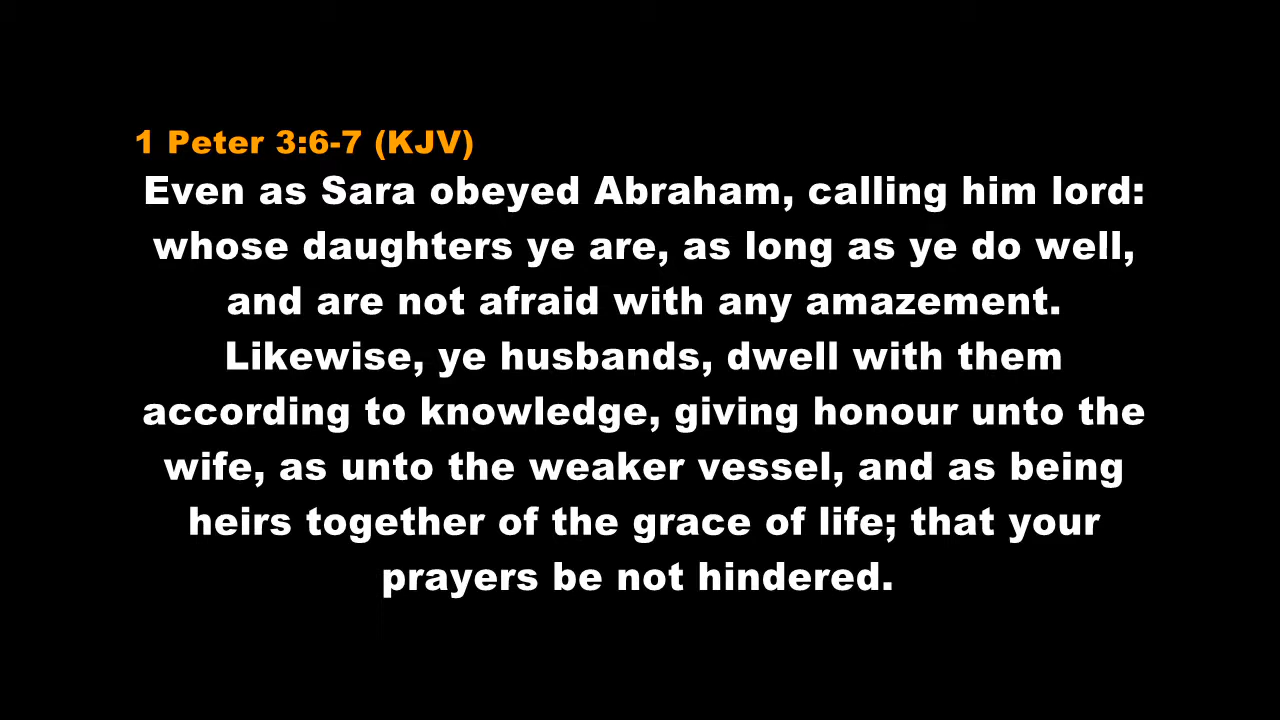 1 Peter 3:6-7 (KJV)
Even as Sara obeyed Abraham, calling him lord:
whose daughters ye are, as long as ye do well,
and are not afraid with any amazement.
Likewise, ye husbands, dwell with them
according to knowledge, giving honour unto the
wife, as unto the weaker vessel, and as being
heirs together of the grace of life; that your
prayers be not hindered.